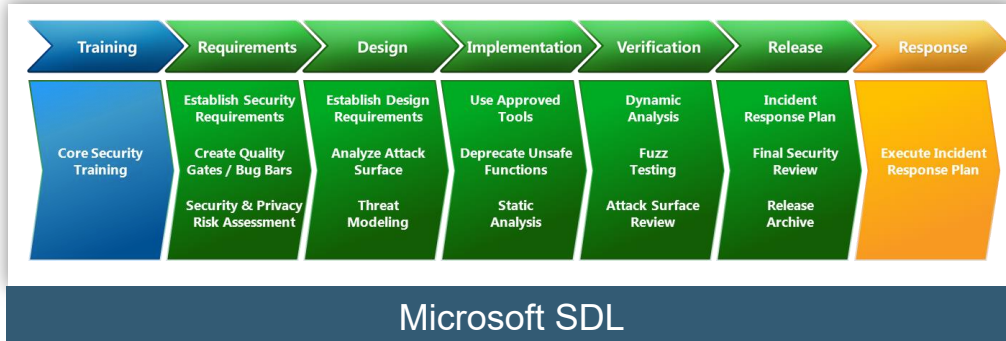 Training
Requirements
Design
Implementation
Verification
Release
Response
Core Security
Training
Establish Security
Requirements
Create Quality
Gates / Bug Bars
Security & Privacy
Risk Assessment
Establish Design
Requirements
Analyze Attack
Surface
Threat
Modeling
Use Approved
Tools
Deprecate Unsafe
Functions
Static
Analysis
Dynamic
Analysis
Fuzz
Testing
Attack Surface
Review
Incident
Response Plan
Final Security
Review
Release
Archive
Execute Incident
Response Plan
Microsoft SDL